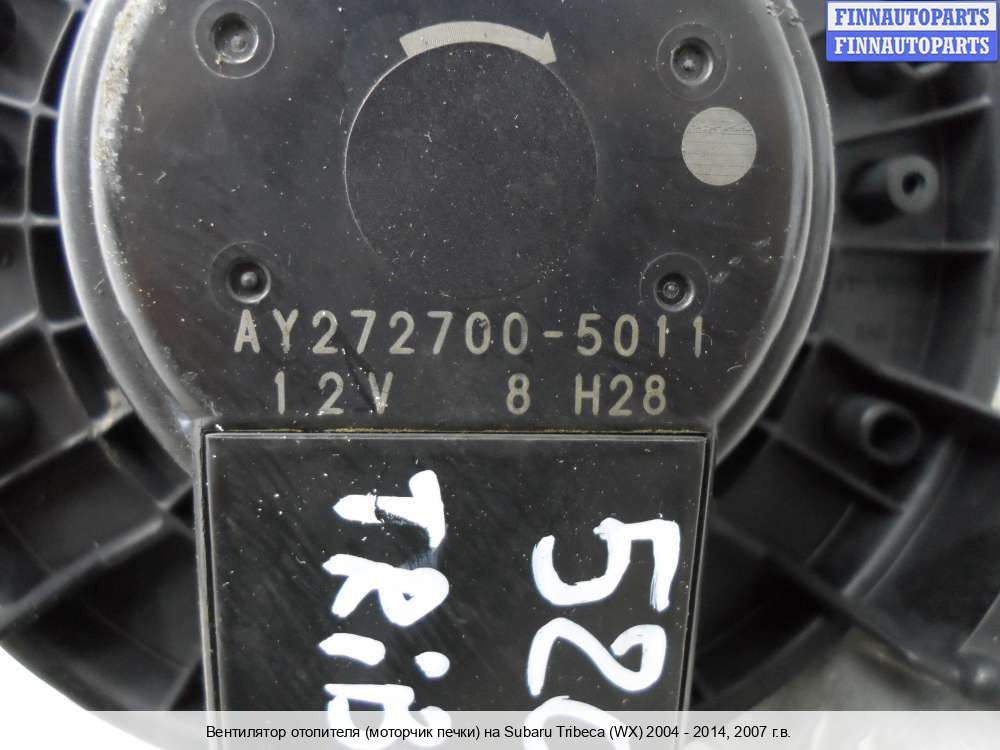 FINNAUTOPARTS
FINNAUTOPARTS
AY272700-5011
12V 8 H28
TRiB
Вентилятор отопителя (моторчик печки) на Subaru Tribeca (WX) 2004 - 2014, 2007 г.в.